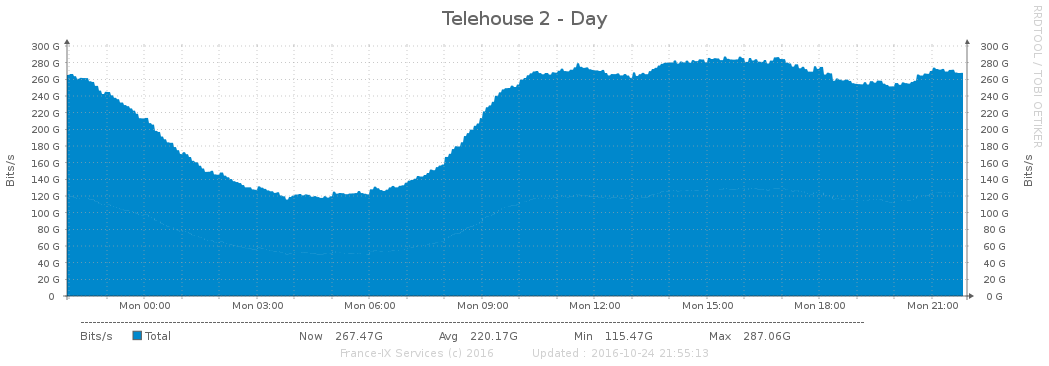 Telehouse 2 - Day
RRDTOOL / TOBI OETIKER
Bits/s
300 G 300 G
280 G 280 G
260 G 260 G
240 G 240 G
220 G 220 G
200 G 200 G
180 G 180 G
160 G 160 G
140 G 140 G
120 G 120 G
100 G 100 G
80 G 80 G
60 G 60 G
40 G 40 G
20 G 20 G
0 0 G
Bits/s
Mon 00:00 Mon 03:00 Mon 06:00 Mon 09:00 Mon 12:00 Mon 15:00 Mon 18:00 Mon 21:00
Bits/s Total Now 267.47G Avg 220.17G Min 115.47G Max 287.06G
France-IX Services (c) 2016 Updated : 2016-10-24 21:55:13